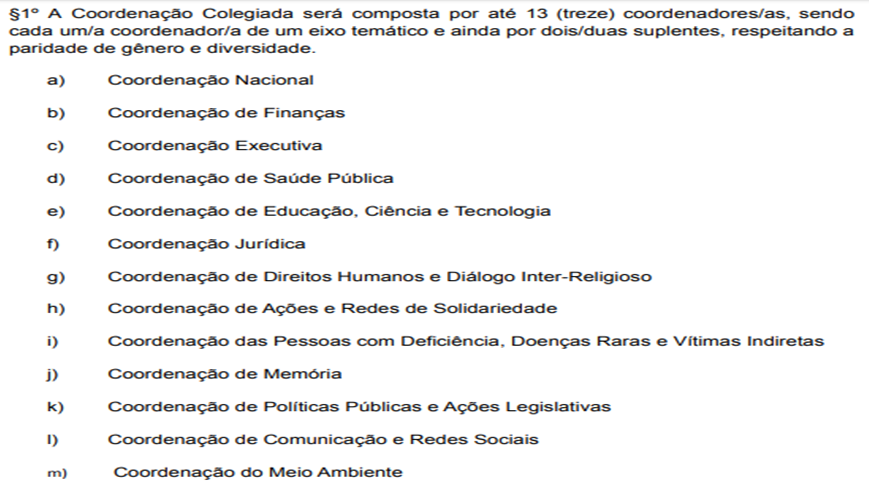 §1º A Coordenação Colegiada será composta por até 13 (treze) coordenadores/as, sendo
cada um/a coordenador/a de um eixo temático e ainda por dois/duas suplentes, respeitando a
paridade de gênero e diversidade.
a) Coordenação Nacional
b) Coordenação de Finanças
c) Coordenação Executiva
d) Coordenação de Saúde Pública
e) Coordenação de Educação, Ciência e Tecnologia
f) Coordenação Jurídica
g) Coordenação de Direitos Humanos e Diálogo Inter-Religioso
h) Coordenação de Ações e Redes de Solidariedade
i) Coordenação das Pessoas com Deficiência, Doenças Raras e Vítimas Indiretas
j) Coordenação de Memória
k) Coordenação de Políticas Públicas e Ações Legislativas
l) Coordenação de Comunicação e Redes Sociais
m) Coordenação do Meio Ambiente